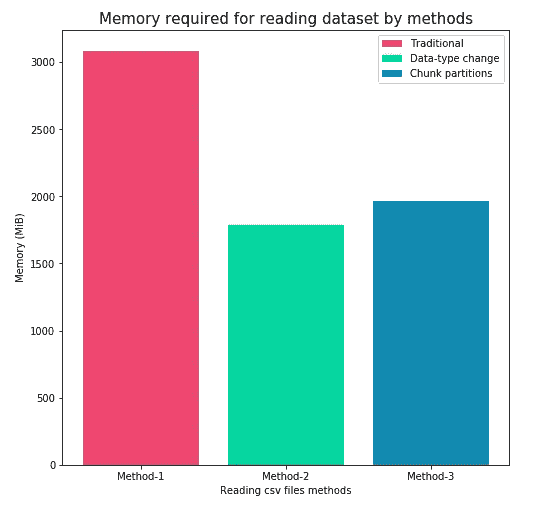 Memory required for reading dataset by methods
Traditional
Data-type change
Chunk partitions
3000
2500
2000
1500
1000
500
0
Memory (MiB)
Method-1
Method-2
Method-3
Reading csv files methods